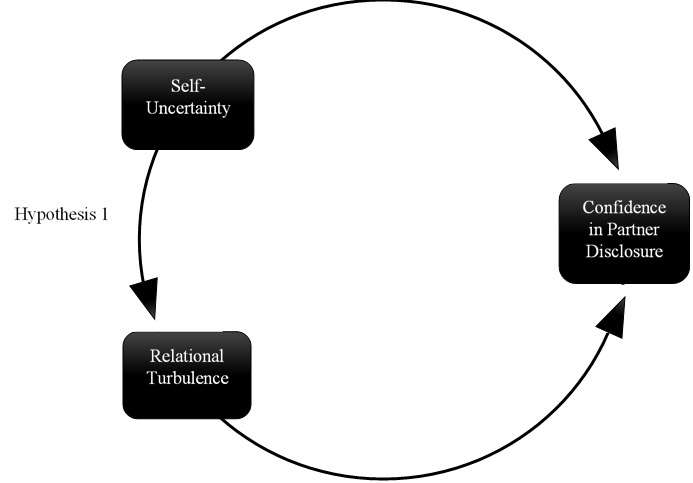 Self-
Uncertainty
Hypothesis 1
Confidence
in Partner
Disclosure
Relational
Turbulence